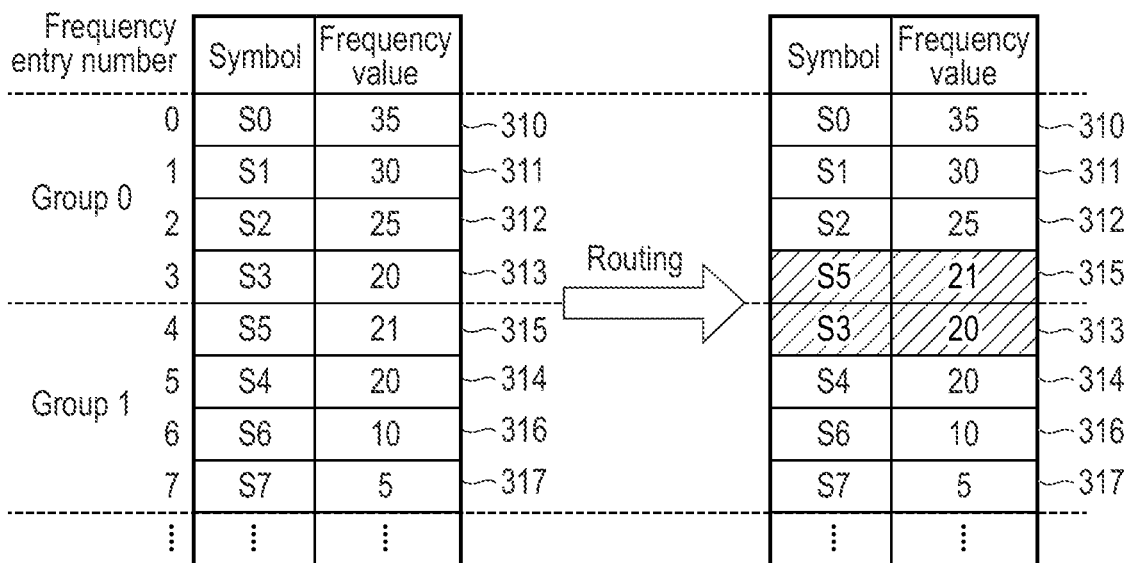 Frequency entry number Symbol Frequency value Symbol Frequency value
0 S0 35 310 S0 35 310
1 S1 30 311 S1 30 311
Group 0
2 S2 25 312 S2 25 312
3 S3 20 313 Routing S5 21 315
4 S5 21 315 S3 20 313
5 S4 20 314 S4 20 314
Group 1
6 S6 10 316 S6 10 316
7 S7 5 317 S7 5 317
⋮ ⋮ ⋮ ⋮ ⋮